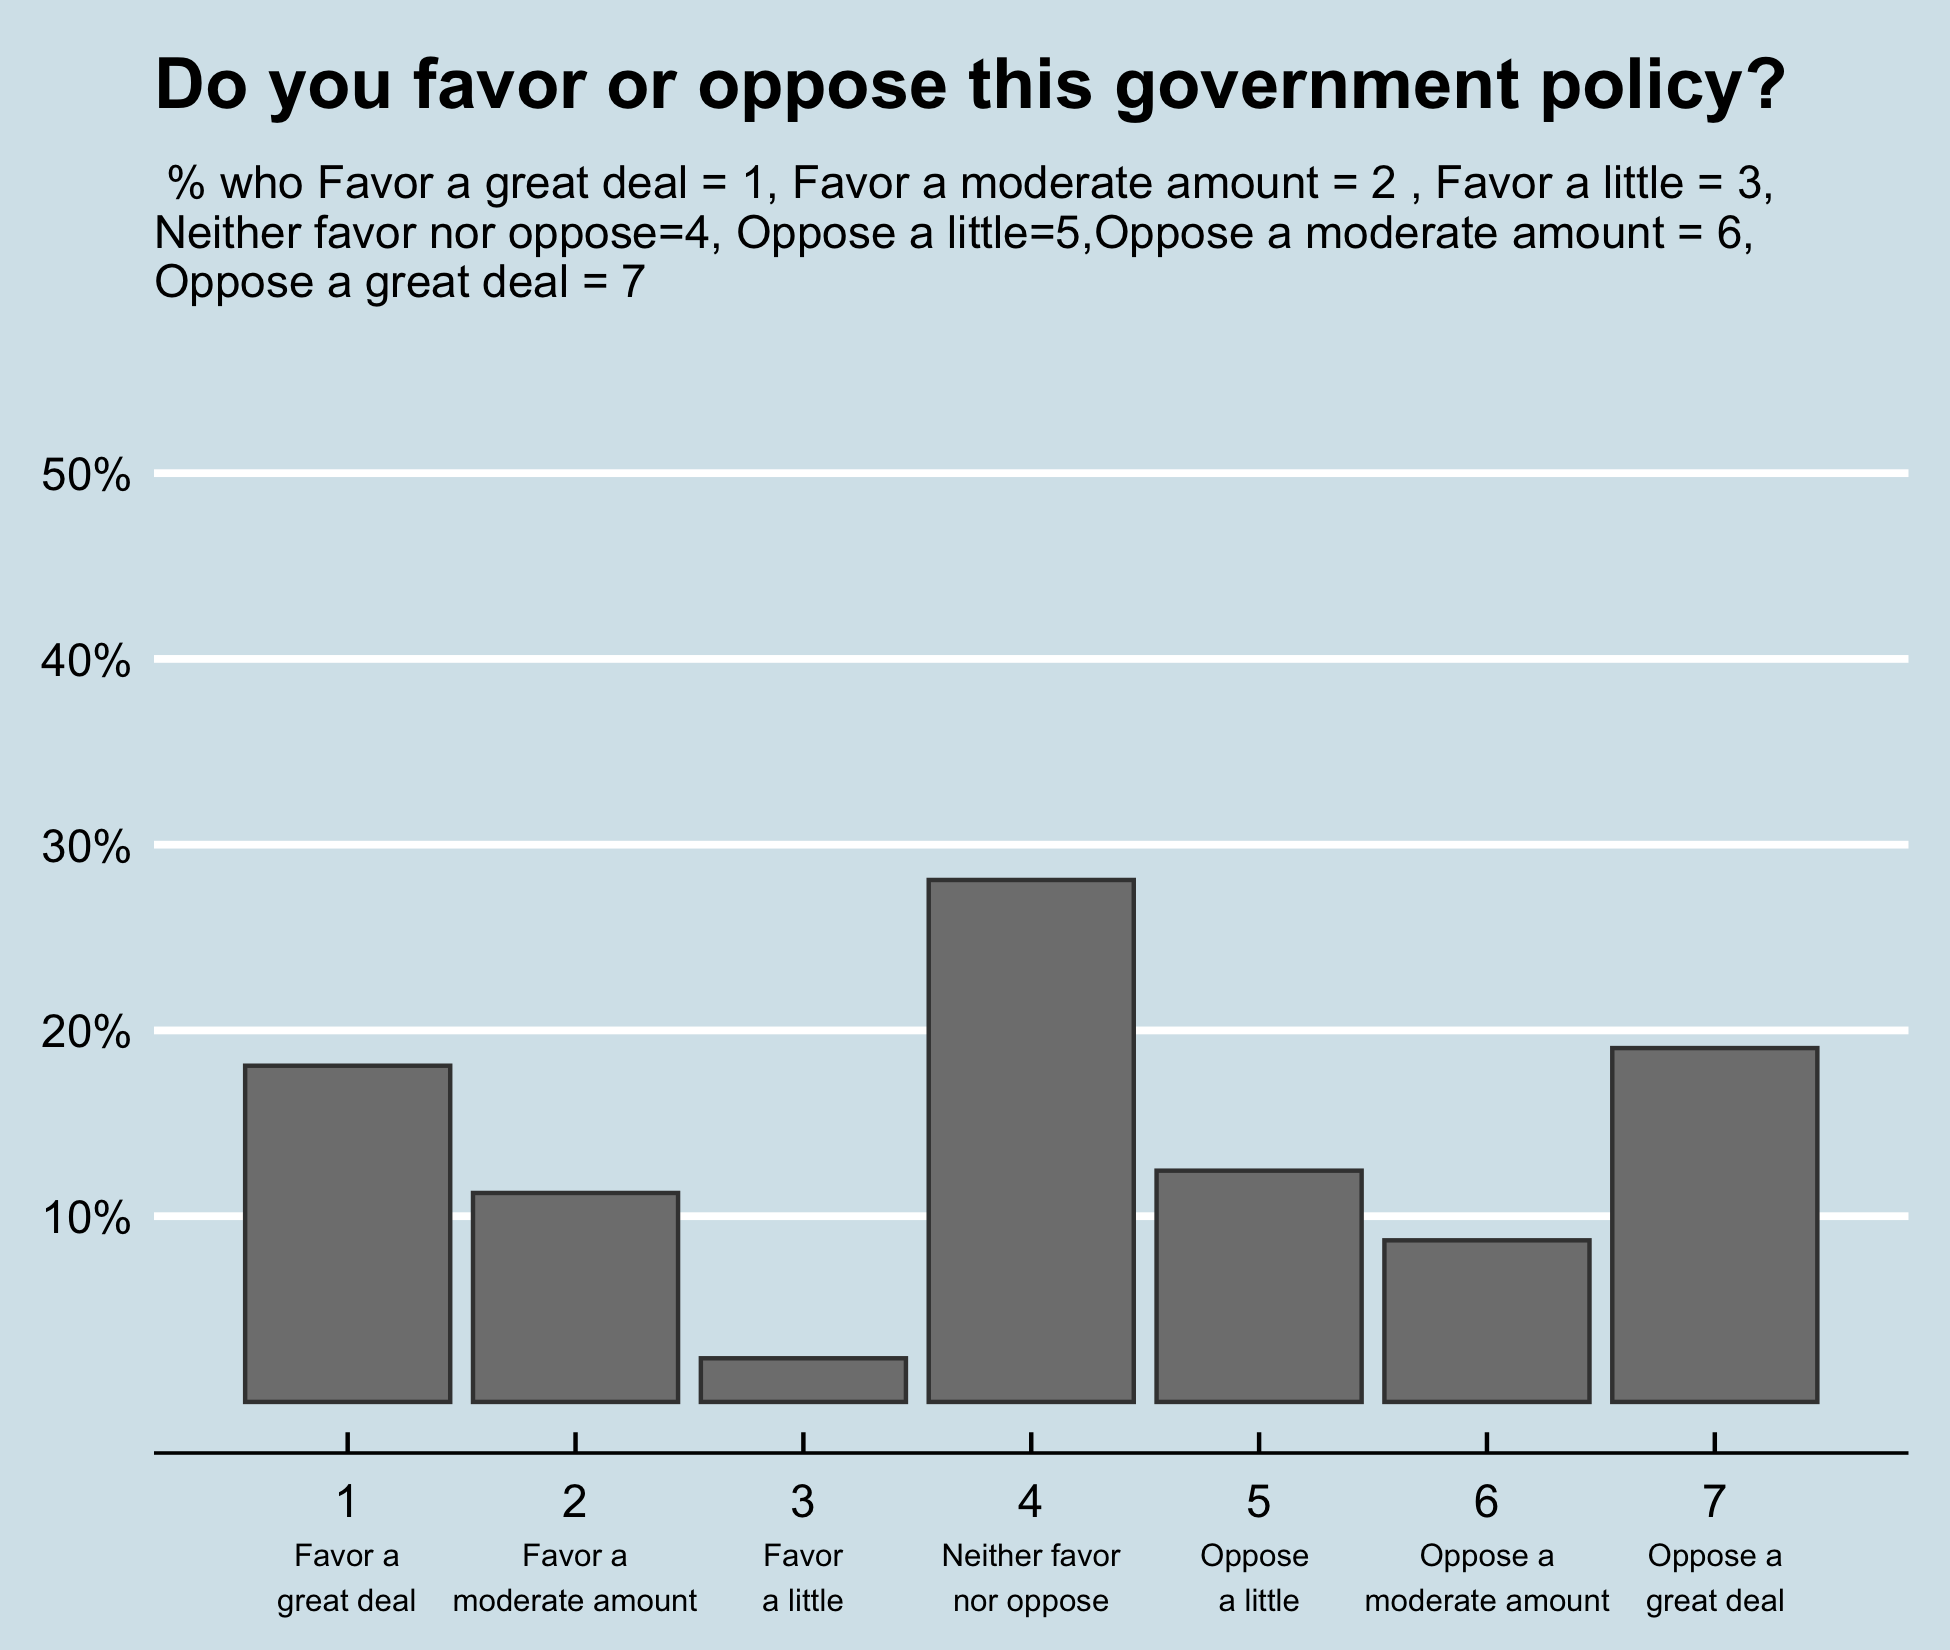 Do you favor or oppose this government policy?
% who Favor a great deal = 1, Favor a moderate amount = 2 , Favor a little = 3,
Neither favor nor oppose=4, Oppose a little=5,Oppose a moderate amount = 6,
Oppose a great deal = 7
50%
40%
30%
20%
10%
1 2 3 4 5 6 7
Favor a Favor a Favor Neither favor Oppose Oppose a Oppose a
great deal moderate amount a little nor oppose a little moderate amount great deal